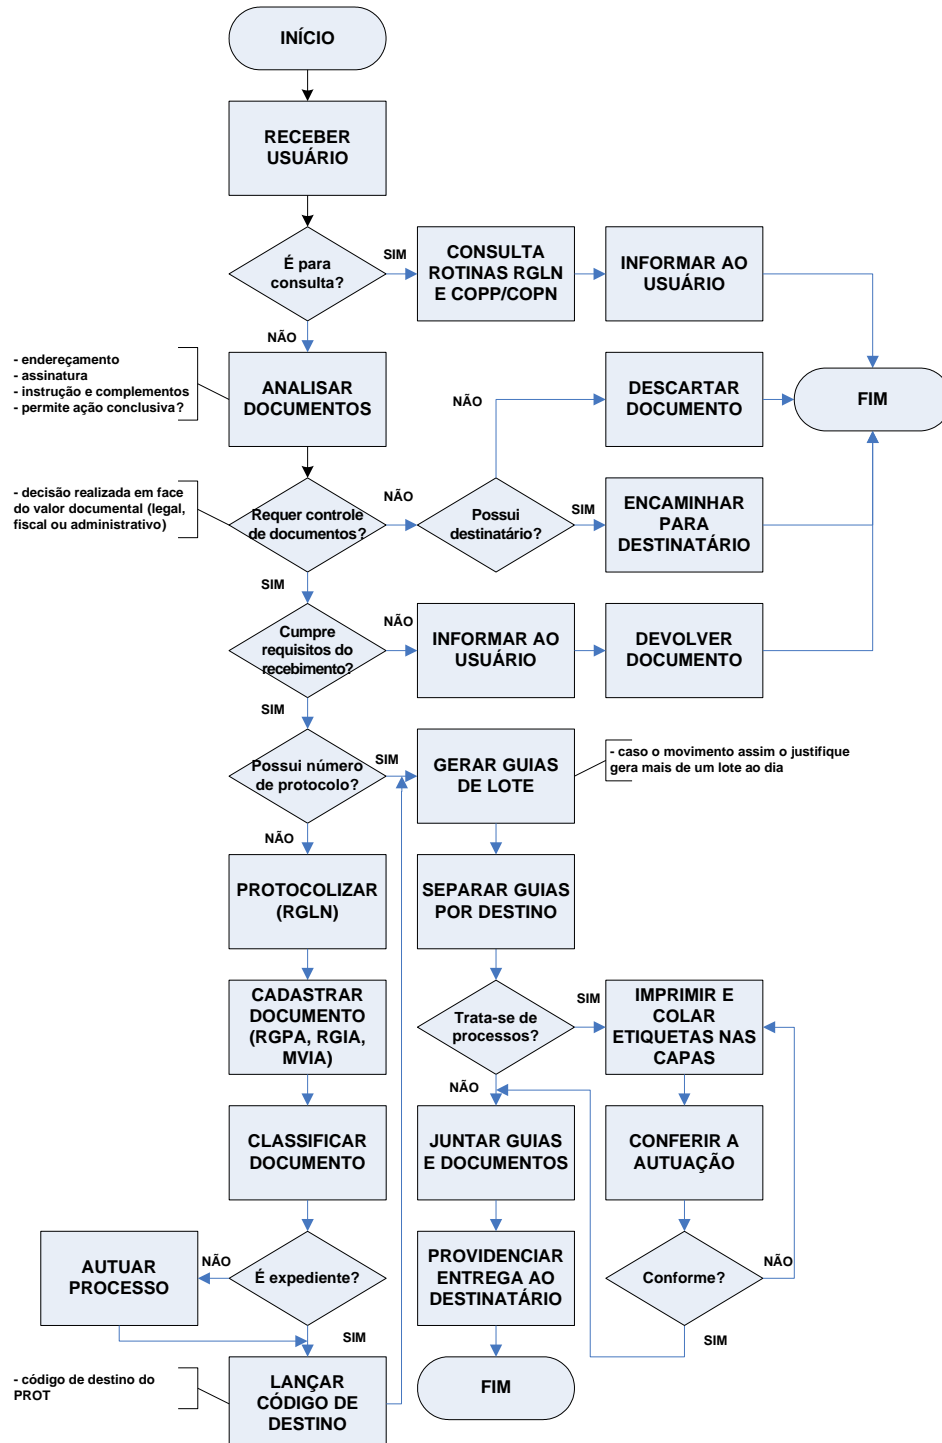 INÍCIO
RECEBER
USUÁRIO
É para
consulta?
SIM
CONSULTA
ROTINAS RGLN
E COPP/COPN
INFORMAR AO
USUÁRIO
NÃO
- endereçamento
- assinatura
- instrução e complementos
- permite ação conclusiva?
ANALISAR
DOCUMENTOS
NÃO
DESCARTAR
DOCUMENTO
FIM
- decisão realizada em face
do valor documental (legal,
fiscal ou administrativo)
Requer controle
de documentos?
NÃO
Possui
destinatário?
SIM
ENCAMINHAR
PARA
DESTINATÁRIO
SIM
Cumpre
requisitos do
recebimento?
NÃO
INFORMAR AO
USUÁRIO
DEVOLVER
DOCUMENTO
SIM
Possui número
de protocolo?
SIM
GERAR GUIAS
DE LOTE
- caso o movimento assim o justifique
gera mais de um lote ao dia
NÃO
PROTOCOLIZAR
(RGLN)
SEPARAR GUIAS
POR DESTINO
CADASTRAR
DOCUMENTO
(RGPA, RGIA,
MVIA)
Trata-se de
processos?
SIM
IMPRIMIR E
COLAR
ETIQUETAS NAS
CAPAS
NÃO
CLASSIFICAR
DOCUMENTO
JUNTAR GUIAS
E DOCUMENTOS
CONFERIR A
AUTUAÇÃO
AUTUAR
PROCESSO
NÃO
É expediente?
PROVIDENCIAR
ENTREGA AO
DESTINATÁRIO
Conforme?
NÃO
SIM
SIM
- código de destino do
PROT
LANÇAR
CÓDIGO DE
DESTINO
FIM